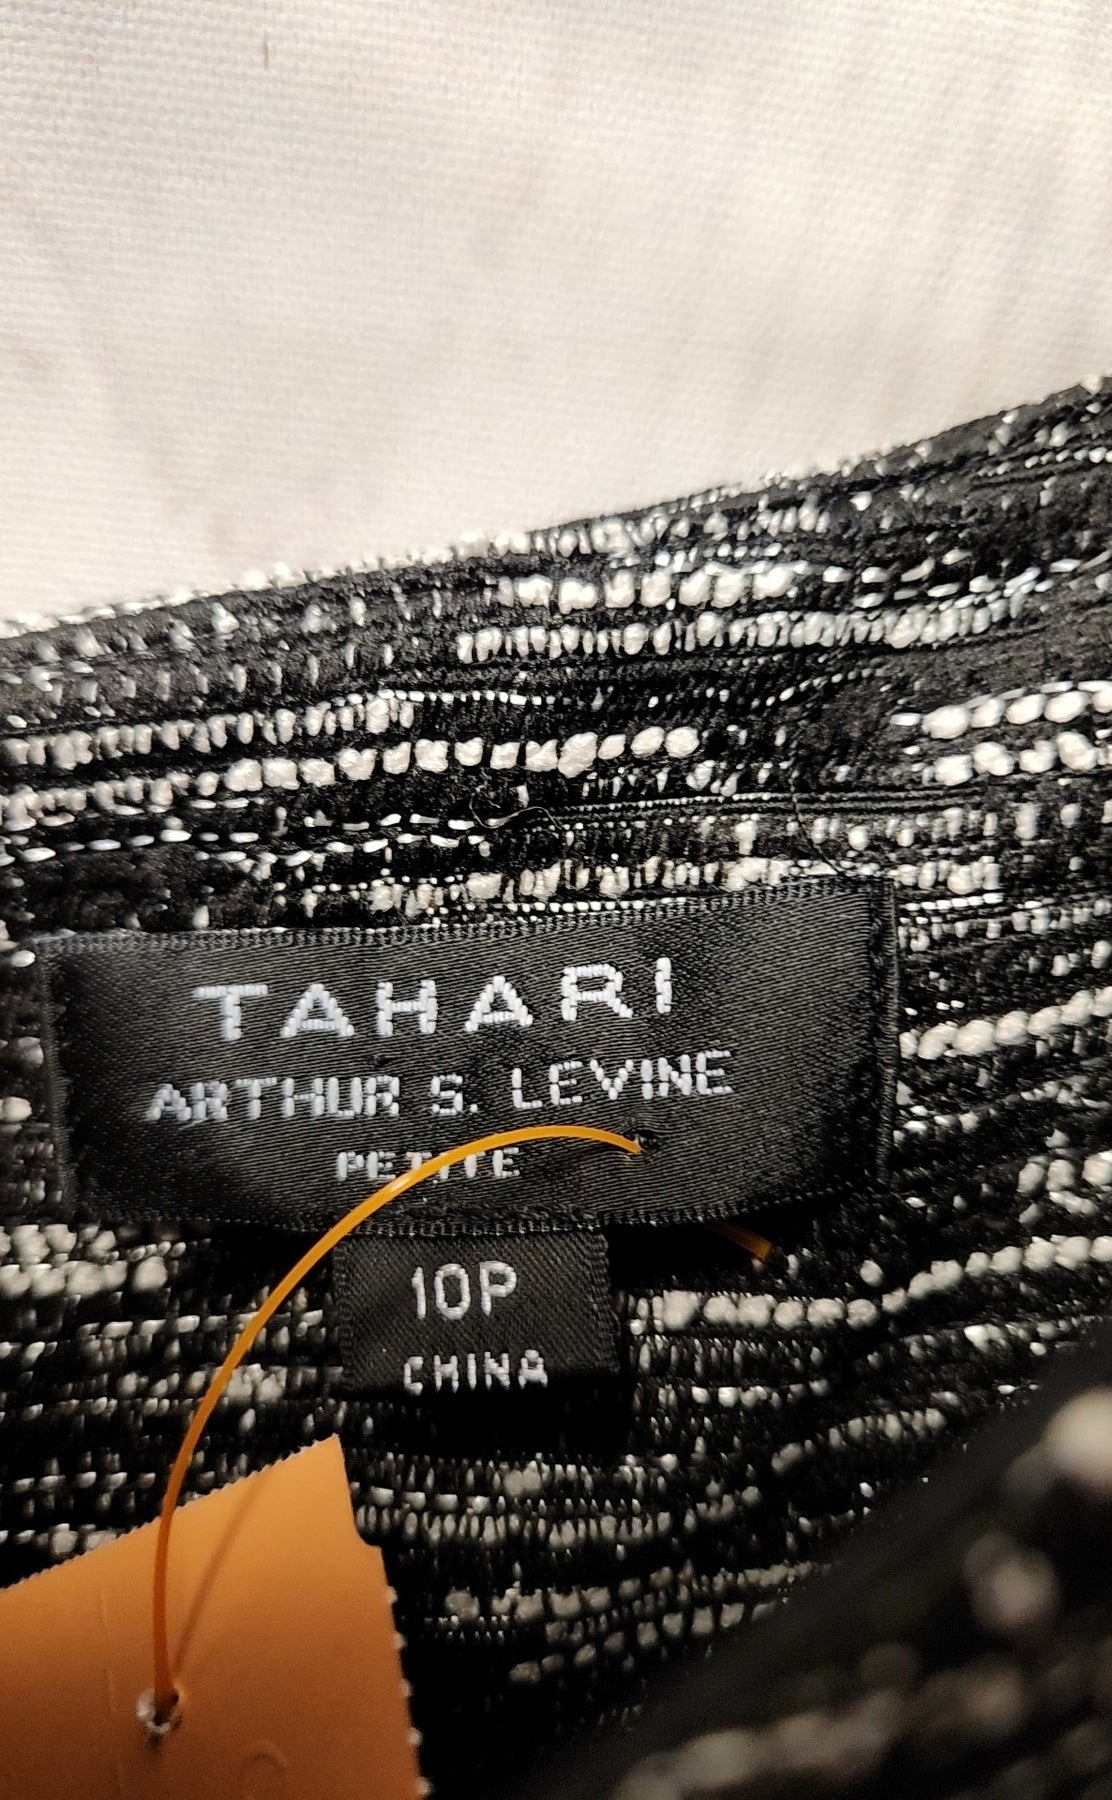 TAHARI
ARTHUR S. LEVINE
PETITE
10P
CHINA